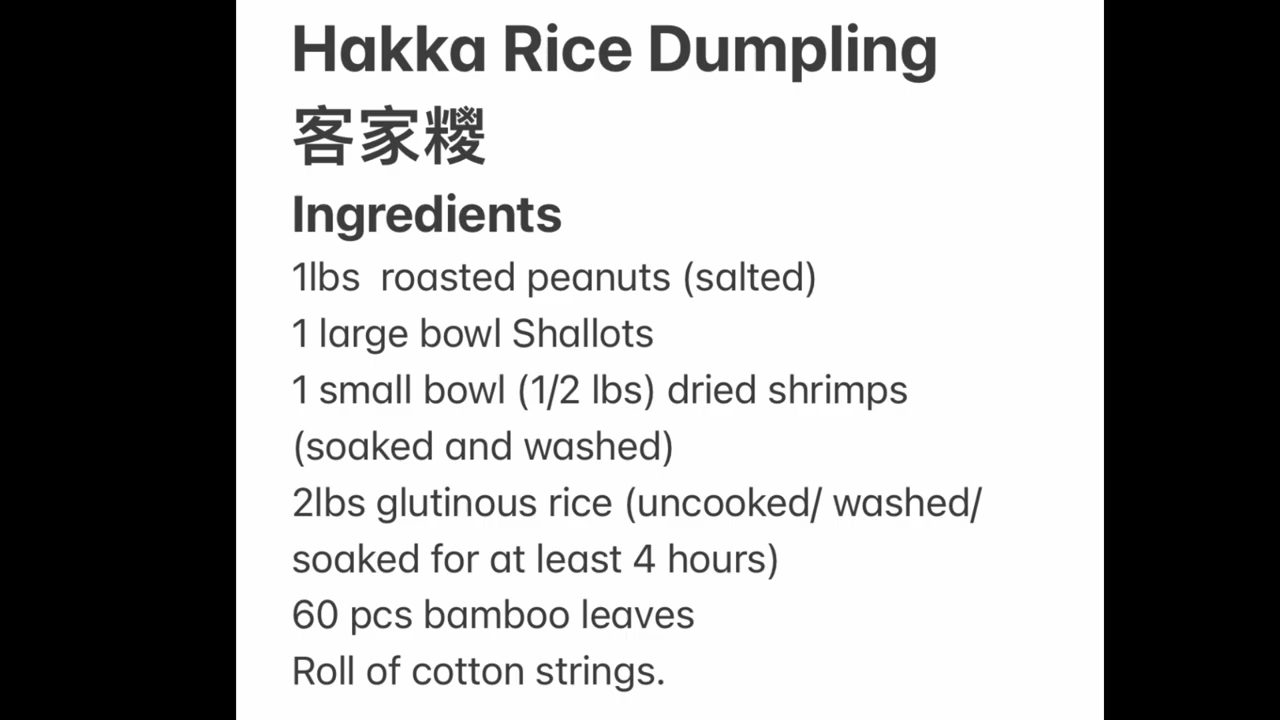 Hakka Rice Dumpling
客家糭
Ingredients
1lbs  roasted peanuts (salted)
1 large bowl Shallots
1 small bowl (1/2 lbs) dried shrimps
(soaked and washed)
2lbs glutinous rice (uncooked/ washed/
soaked for at least 4 hours)
60 pcs bamboo leaves
Roll of cotton strings.